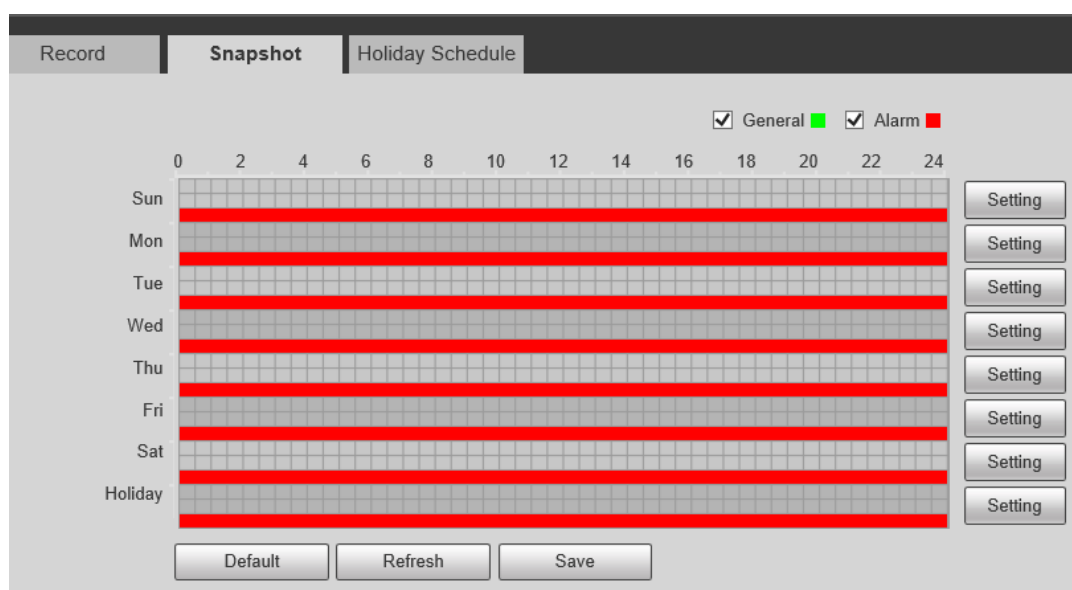 Record Snapshot Holiday Schedule
General Alarm
0 2 4 6 8 10 12 14 16 18 20 22 24
Sun Setting
Mon Setting
Tue Setting
Wed Setting
Thu Setting
Fri Setting
Sat Setting
Holiday Setting
Default Refresh Save